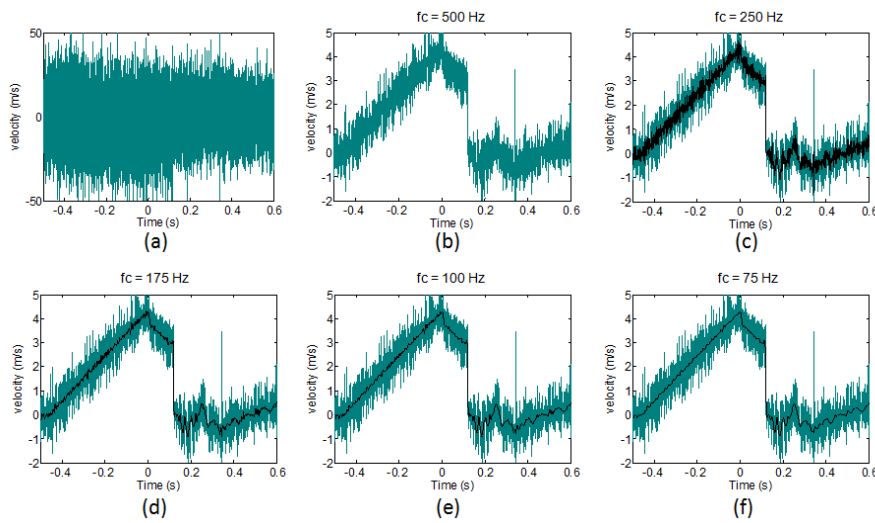 fc = 500 Hz
fc = 250 Hz
50
0
-50
velocity (m/s)
-0.4 -0.2 0 0.2 0.4 0.6
Time (s)
(a)
5
4
3
2
1
0
-1
-2
velocity (m/s)
-0.4 -0.2 0 0.2 0.4 0.6
Time (s)
(b)
5
4
3
2
1
0
-1
-2
velocity (m/s)
-0.4 -0.2 0 0.2 0.4 0.6
Time (s)
(c)
fc = 175 Hz
fc = 100 Hz
fc = 75 Hz
5
4
3
2
1
0
-1
-2
velocity (m/s)
-0.4 -0.2 0 0.2 0.4 0.6
Time (s)
(d)
5
4
3
2
1
0
-1
-2
velocity (m/s)
-0.4 -0.2 0 0.2 0.4 0.6
Time (s)
(e)
5
4
3
2
1
0
-1
-2
velocity (m/s)
-0.4 -0.2 0 0.2 0.4 0.6
Time (s)
(f)